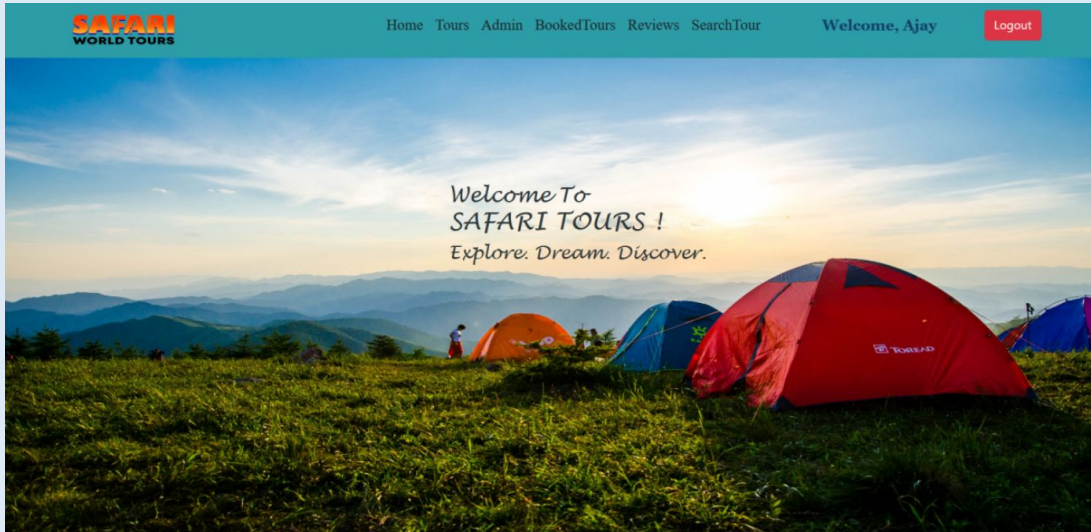 SAFARI
WORLD TOURS
Home Tours Admin BookedTours Reviews SearchTour
Welcome, Ajay
Logout
Welcome To
SAFARI TOURS !
Explore. Dream. Discover.
TOREAD